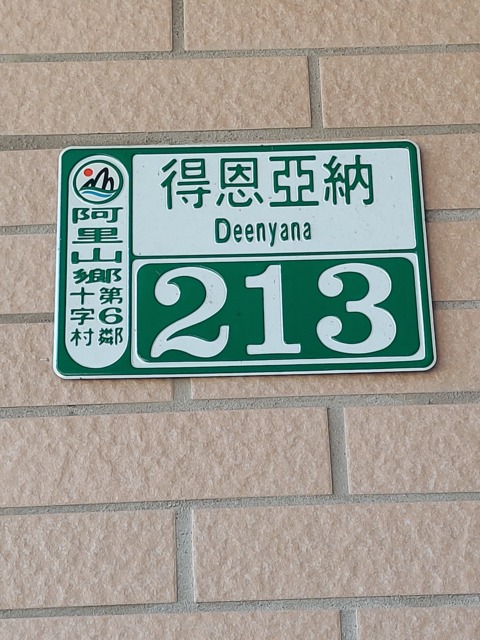 阿里山鄉
十字村
第6鄰
得恩亞納
Deenyana
213